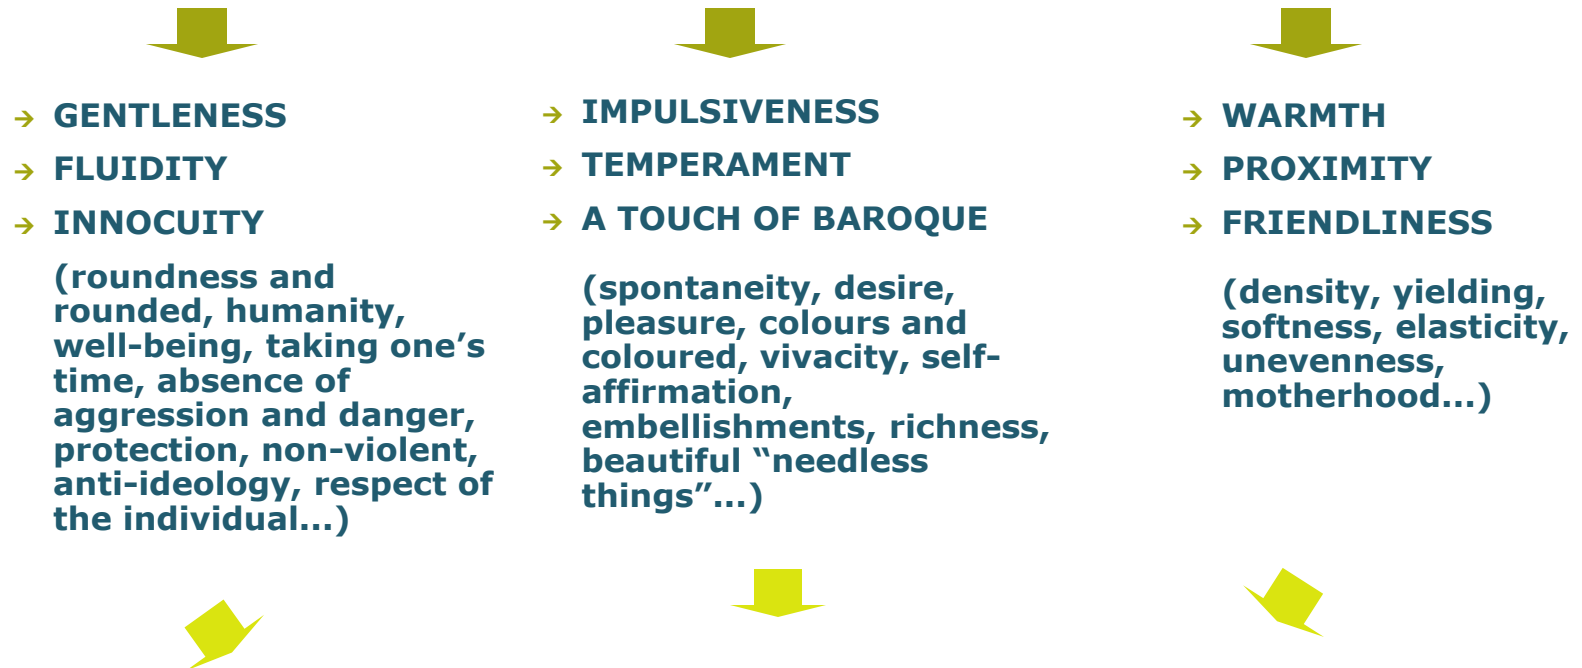 → GENTLENESS
→ FLUIDITY
→ INNOCUITY
(roundness and
rounded, humanity,
well-being, taking one’s
time, absence of
aggression and danger,
protection, non-violent,
anti-ideology, respect of
the individual...)
→ IMPULSIVENESS
→ TEMPERAMENT
→ A TOUCH OF BAROQUE
(spontaneity, desire,
pleasure, colours and
coloured, vivacity, self-
affirmation,
embellishments, richness,
beautiful “needless
things”...)
→ WARMTH
→ PROXIMITY
→ FRIENDLINESS
(density, yielding,
softness, elasticity,
unevenness,
motherhood...)